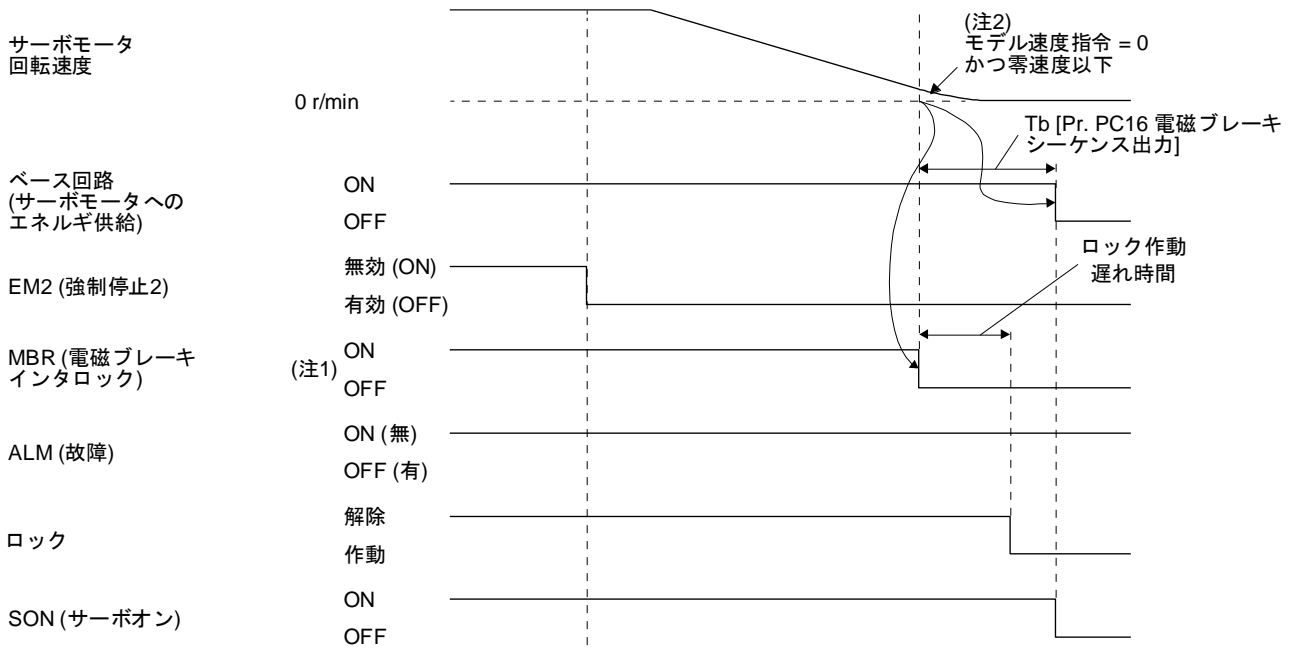 (注2)
モデル速度指令 = 0
かつ零速度以下
サーボモータ
回転速度
0 r/min
Tb [Pr. PC16 電磁ブレーキ
シーケンス出力]
ベース回路
(サーボモータへの
エネルギ供給)
ON
OFF
ロック作動
遅れ時間
EM2 (強制停止2)
無効 (ON)
有効 (OFF)
MBR (電磁ブレーキ
インタロック)
(注1)
ON
OFF
ALM (故障)
ON (無)
OFF (有)
ロック
解除
作動
SON (サーボオン)
ON
OFF